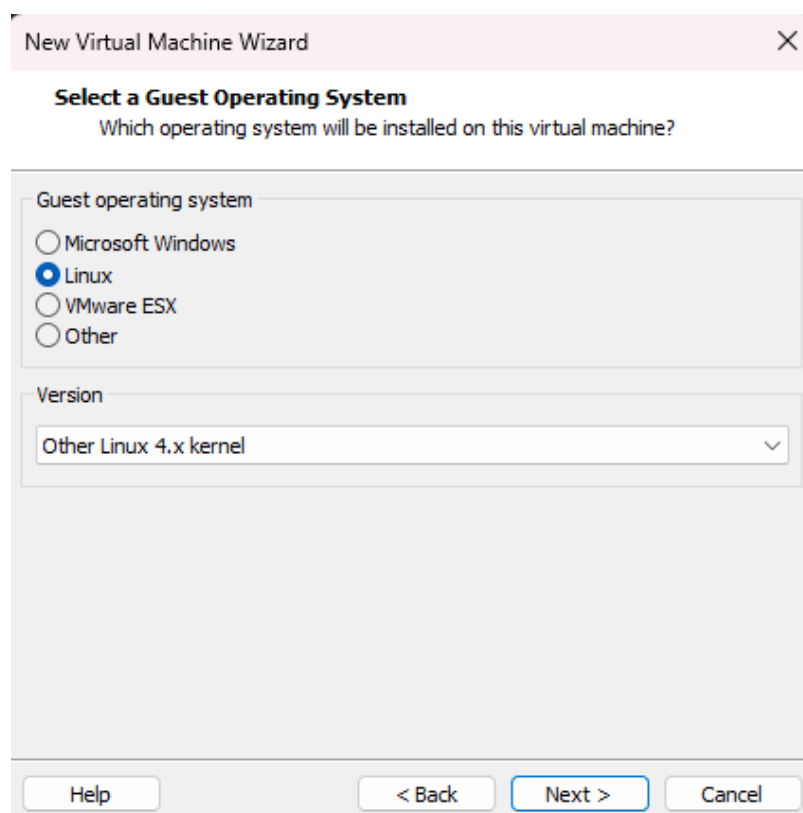 New Virtual Machine Wizard
Select a Guest Operating System
Which operating system will be installed on this virtual machine?
Guest operating system
Microsoft Windows
Linux
VMware ESX
Other
Version
Other Linux 4.x kernel
Help < Back Next > Cancel